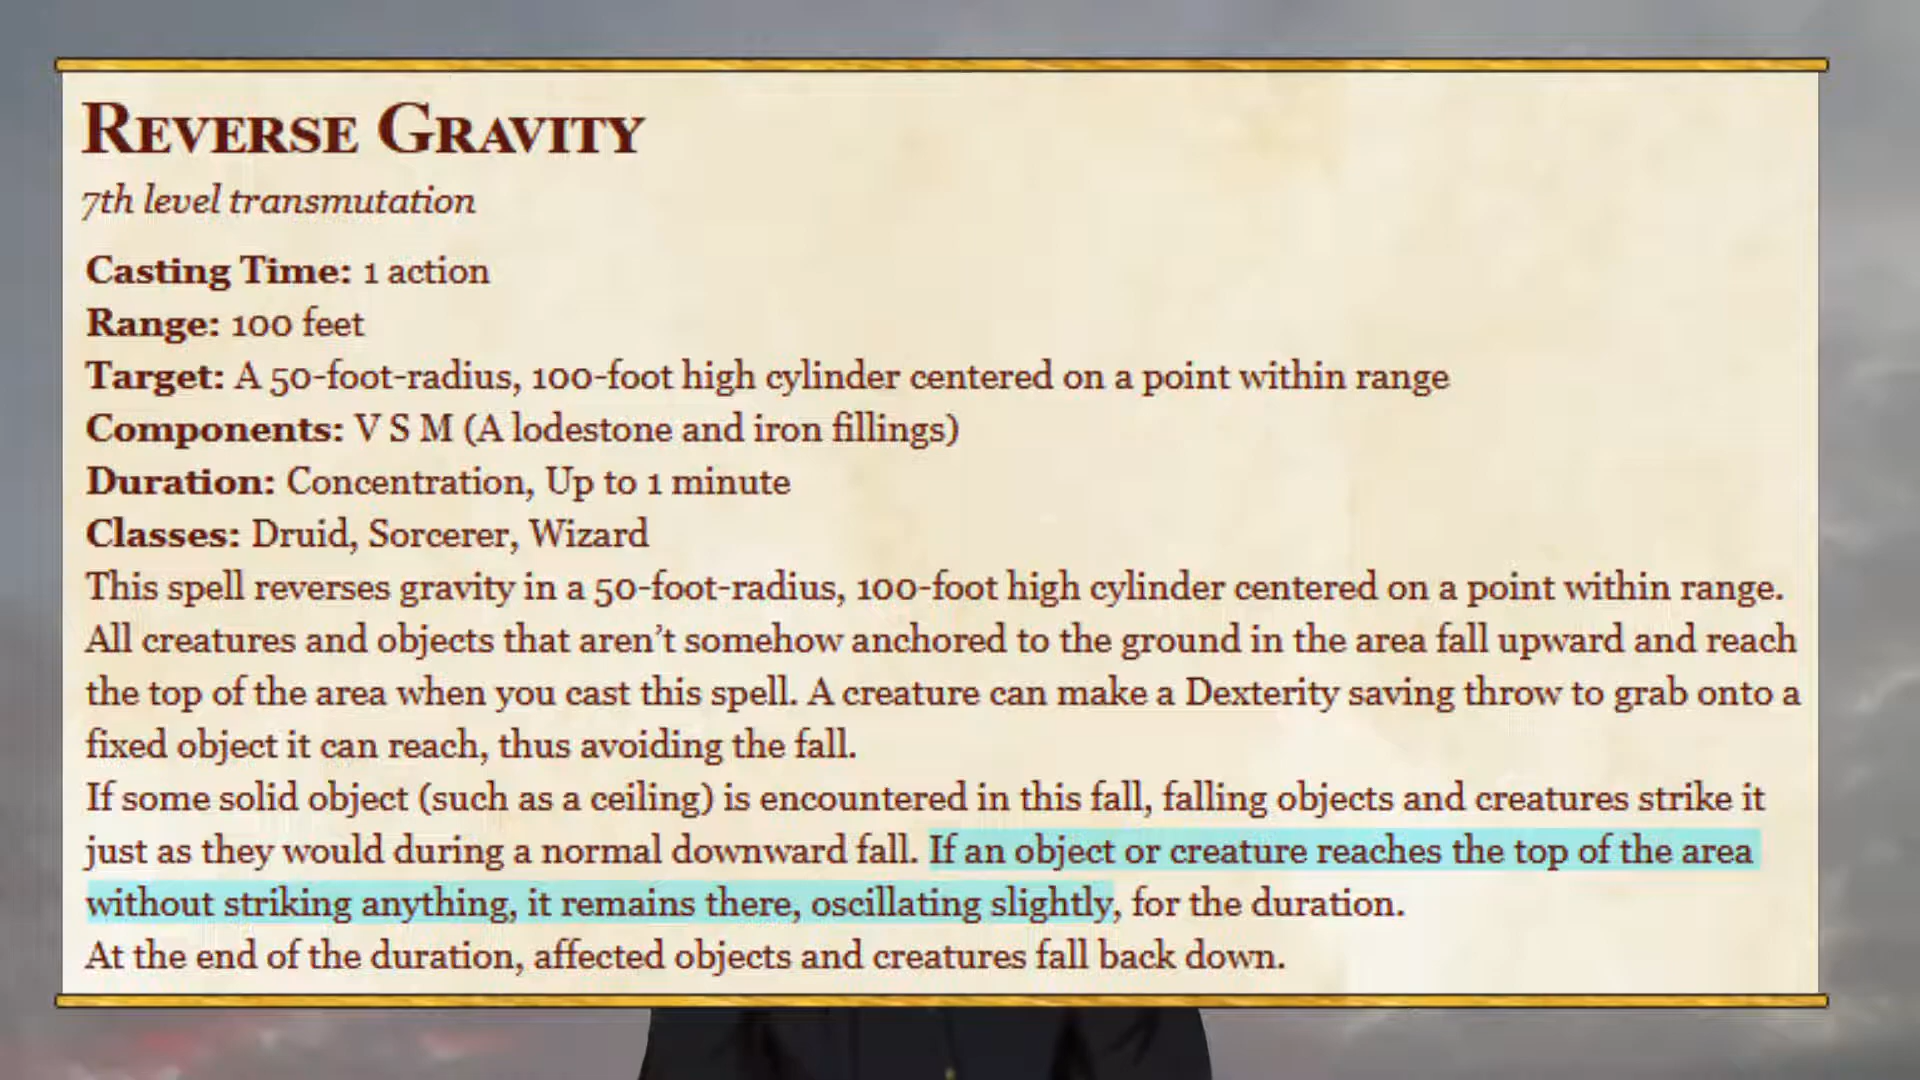 REVERSE GRAVITY
7th level transmutation
Casting Time: 1 action
Range: 100 feet
Target: A 50-foot-radius, 100-foot high cylinder centered on a point within range
Components: V S M (A lodestone and iron fillings)
Duration: Concentration, Up to 1 minute
Classes: Druid, Sorcerer, Wizard
This spell reverses gravity in a 50-foot-radius, 100-foot high cylinder centered on a point within range.
All creatures and objects that aren’t somehow anchored to the ground in the area fall upward and reach
the top of the area when you cast this spell. A creature can make a Dexterity saving throw to grab onto a
fixed object it can reach, thus avoiding the fall.
If some solid object (such as a ceiling) is encountered in this fall, falling objects and creatures strike it
just as they would during a normal downward fall. If an object or creature reaches the top of the area
without striking anything, it remains there, oscillating slightly, for the duration.
At the end of the duration, affected objects and creatures fall back down.